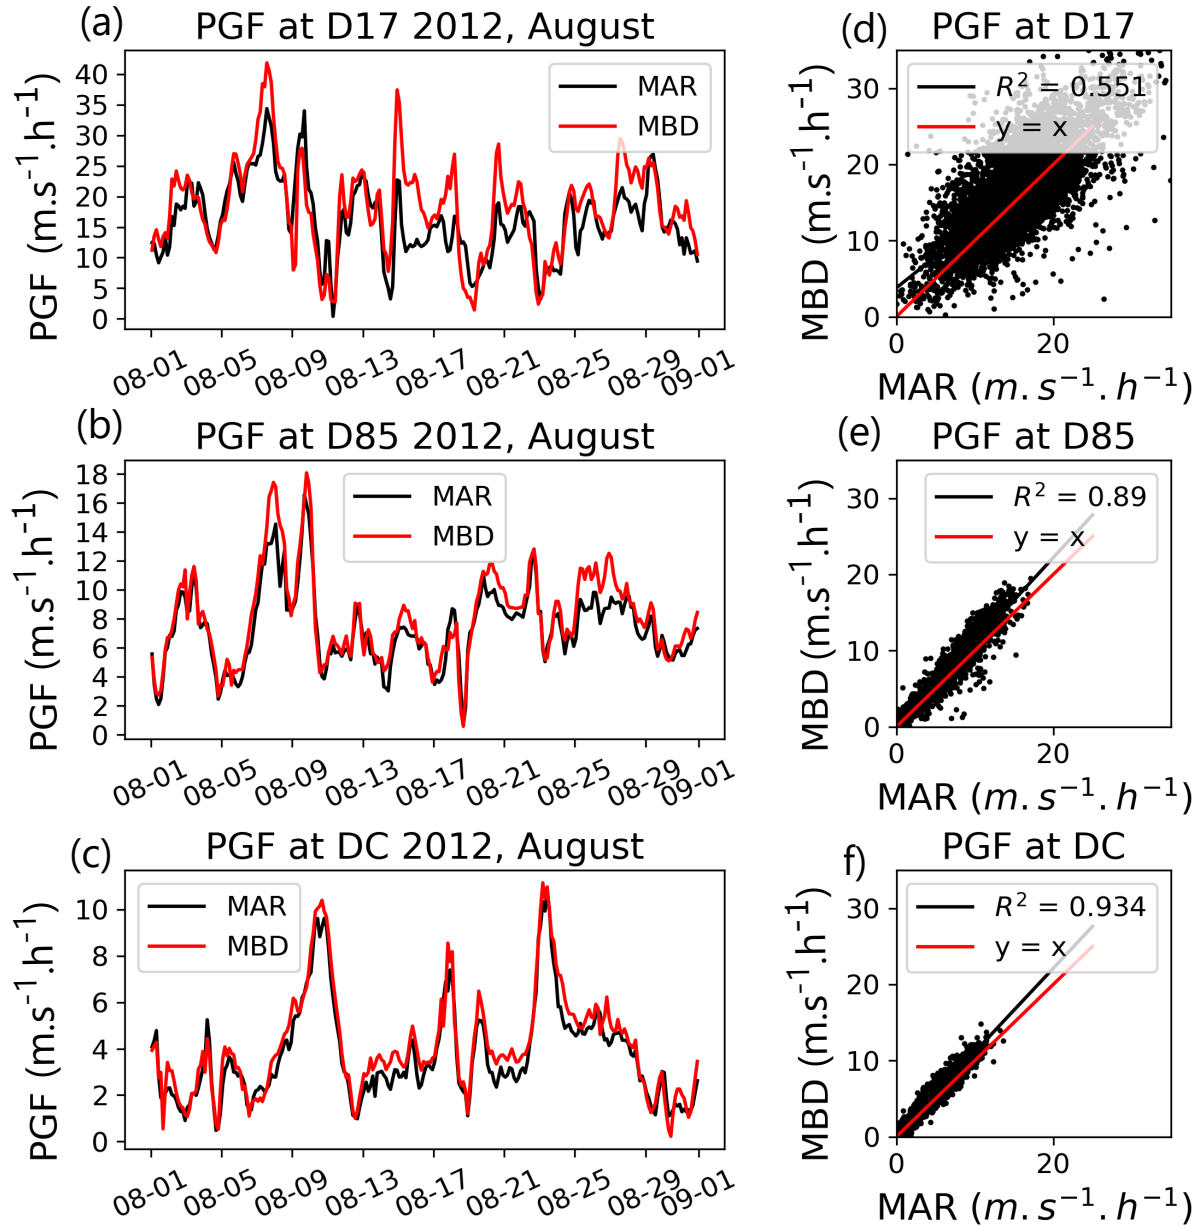 (a)
PGF at D17 2012, August
PGF (m.s⁻¹.h⁻¹)
40
35
30
25
20
15
10
5
0
MAR
MBD
08-01
08-05
08-09
08-13
08-17
08-21
08-25
08-29
09-01
(d)
PGF at D17
MBD (m.s⁻¹.h⁻¹)
30
20
10
0
R² = 0.551
y = x
0
20
MAR (m.s⁻¹.h⁻¹)
(b)
PGF at D85 2012, August
PGF (m.s⁻¹.h⁻¹)
18
16
14
12
10
8
6
4
2
0
MAR
MBD
08-01
08-05
08-09
08-13
08-17
08-21
08-25
08-29
09-01
(e)
PGF at D85
MBD (m.s⁻¹.h⁻¹)
30
20
10
0
R² = 0.89
y = x
0
20
MAR (m.s⁻¹.h⁻¹)
(c)
PGF at DC 2012, August
PGF (m.s⁻¹.h⁻¹)
10
8
6
4
2
0
MAR
MBD
08-01
08-05
08-09
08-13
08-17
08-21
08-25
08-29
09-01
f)
PGF at DC
MBD (m.s⁻¹.h⁻¹)
30
20
10
0
R² = 0.934
y = x
0
20
MAR (m.s⁻¹.h⁻¹)